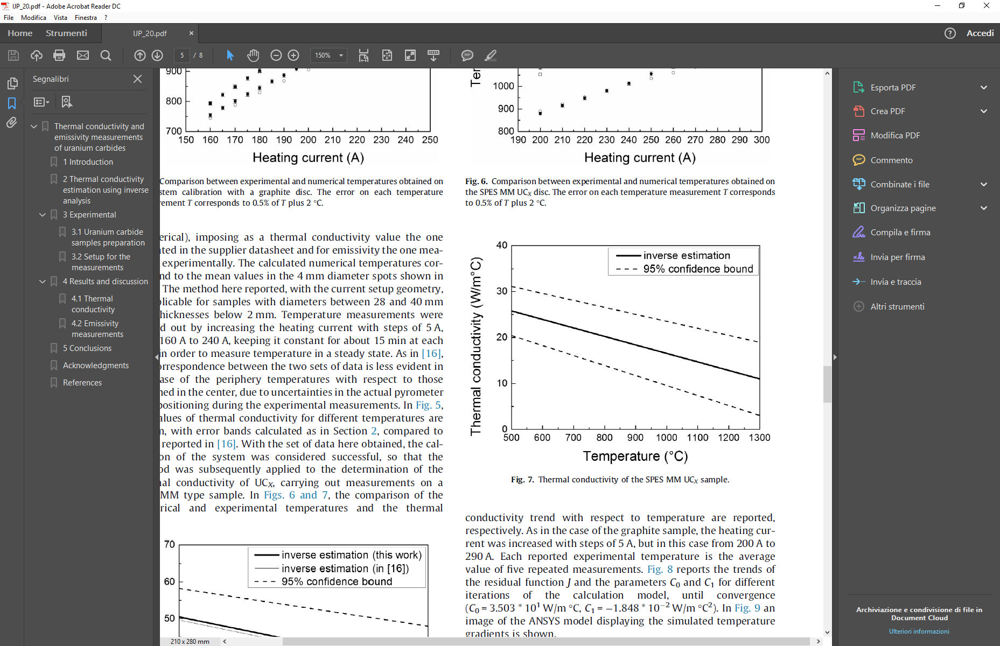 IJP_20.pdf - Adobe Acrobat Reader DC
File Modifica Vista Finestra ?
Home Strumenti IJP_20.pdf × Accedi
5 / 8 150%
Segnalibri
Thermal conductivity and
emissivity measurements
of uranium carbides
1 Introduction
2 Thermal conductivity
estimation using inverse
analysis
3 Experimental
3.1 Uranium carbide
samples preparation
3.2 Setup for the
measurements
4 Results and discussion
4.1 Thermal
conductivity
4.2 Emissivity
measurements
5 Conclusions
Acknowledgments
References
900
800
700
150 160 170 180 190 200 210 220 230 240 250
Heating current (A)
Comparison between experimental and numerical temperatures obtained on
stem calibration with a graphite disc. The error on each temperature
rement T corresponds to 0.5% of T plus 2 °C.
erical), imposing as a thermal conductivity value the one
ted in the supplier datasheet and for emissivity the one mea-
experimentally. The calculated numerical temperatures cor-
nd to the mean values in the 4 mm diameter spots shown in
The method here reported, with the current setup geometry,
licable for samples with diameters between 28 and 40 mm
hicknesses below 2 mm. Temperature measurements were
d out by increasing the heating current with steps of 5 A,
160 A to 240 A, keeping it constant for about 15 min at each
in order to measure temperature in a steady state. As in [16],
orrespondence between the two sets of data is less evident in
ase of the periphery temperatures with respect to those
ned in the center, due to uncertainties in the actual pyrometer
positioning during the experimental measurements. In Fig. 5,
alues of thermal conductivity for different temperatures are
n, with error bands calculated as in Section 2, compared to
reported in [16]. With the set of data here obtained, the cal-
on of the system was considered successful, so that the
od was subsequently applied to the determination of the
al conductivity of UCX, carrying out measurements on a
MM type sample. In Figs. 6 and 7, the comparison of the
rical and experimental temperatures and the thermal
70
60
50
inverse estimation (this work)
inverse estimation (in [16])
95% confidence bound
Ter
1000
900
800
190 200 210 220 230 240 250 260 270 280 290 300
Heating current (A)
Fig. 6. Comparison between experimental and numerical temperatures obtained on
the SPES MM UCX disc. The error on each temperature measurement T corresponds
to 0.5% of T plus 2 °C.
40
30
20
10
0
Thermal conductivity (W/m°C)
inverse estimation
95% confidence bound
500 600 700 800 900 1000 1100 1200 1300
Temperature (°C)
Fig. 7. Thermal conductivity of the SPES MM UCX sample.
conductivity trend with respect to temperature are reported,
respectively. As in the case of the graphite sample, the heating cur-
rent was increased with steps of 5 A, but in this case from 200 A to
290 A. Each reported experimental temperature is the average
value of five repeated measurements. Fig. 8 reports the trends of
the residual function J and the parameters C0 and C1 for different
iterations of the calculation model, until convergence
(C0 = 3.503 * 10¹ W/m °C, C1 = −1.848 * 10⁻² W/m °C²). In Fig. 9 an
image of the ANSYS model displaying the simulated temperature
gradients is shown.
210 x 280 mm
Esporta PDF
Crea PDF
Modifica PDF
Commento
Combinate i file
Organizza pagine
Compila e firma
Invia per firma
Invia e traccia
Altri strumenti
Archiviazione e condivisione di file in
Document Cloud
Ulteriori informazioni